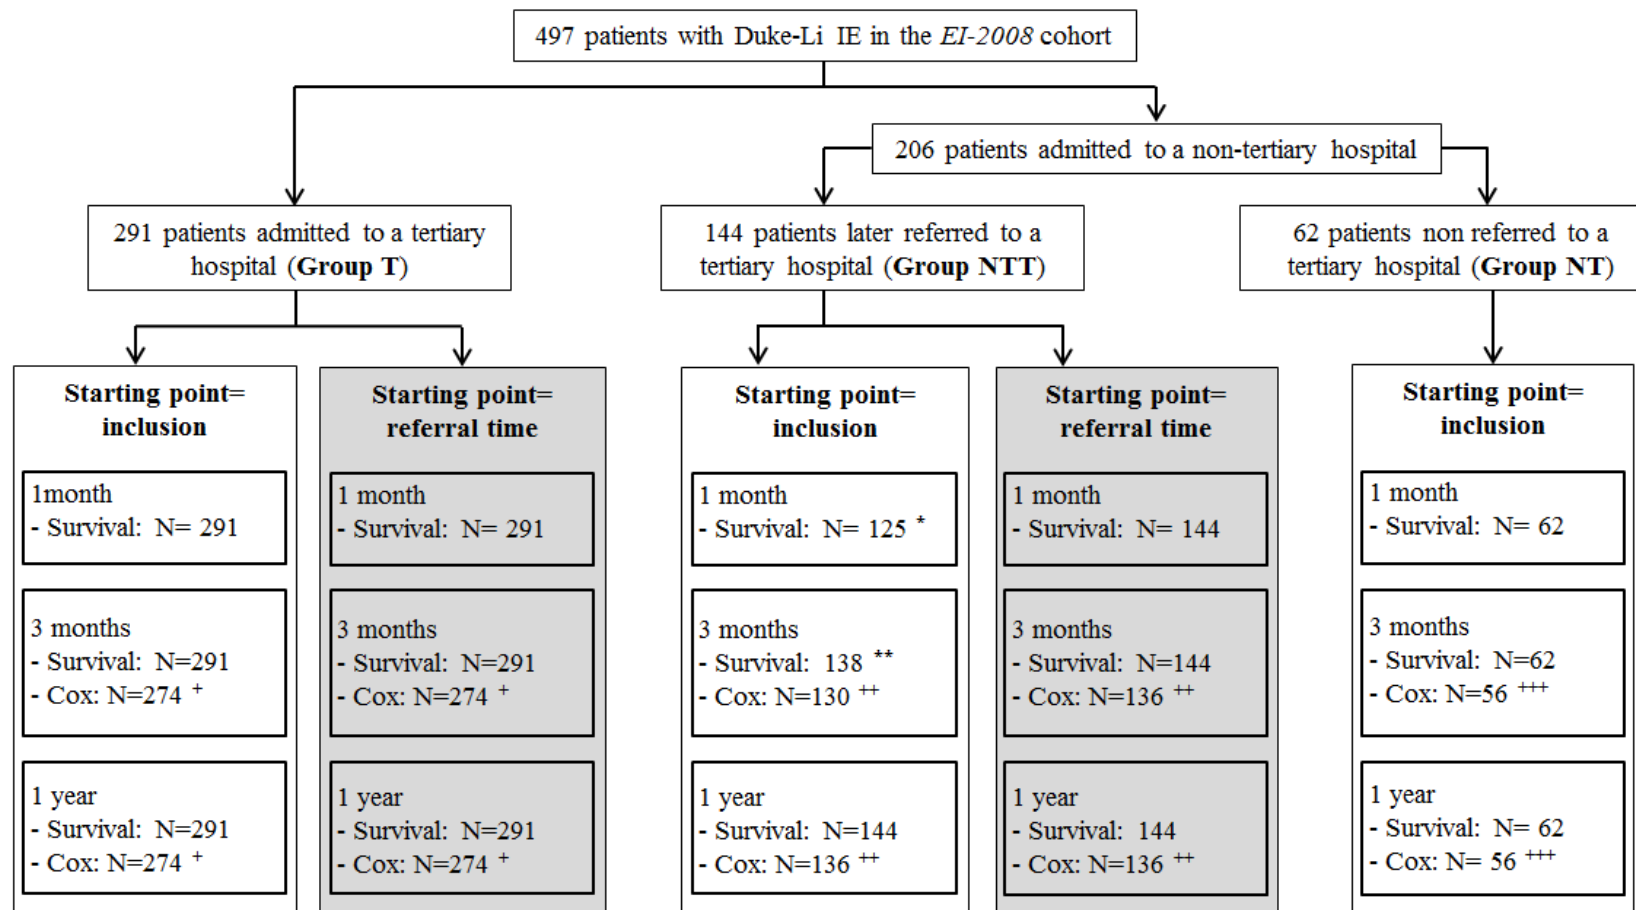 497 patients with Duke-Li IE in the EI-2008 cohort
206 patients admitted to a non-tertiary hospital
291 patients admitted to a tertiary
hospital (Group T)
144 patients later referred to a
tertiary hospital (Group NTT)
62 patients non referred to a
tertiary hospital (Group NT)
Starting point=
inclusion
1month
- Survival: N= 291
3 months
- Survival: N=291
- Cox: N=274 +
1 year
- Survival: N=291
- Cox: N=274 +
Starting point=
referral time
1 month
- Survival: N= 291
3 months
- Survival: N=291
- Cox: N=274 +
1 year
- Survival: N=291
- Cox: N=274 +
Starting point=
inclusion
1 month
- Survival: N= 125 *
3 months
- Survival: 138 **
- Cox: N=130 ++
1 year
- Survival: N=144
- Cox: N=136 ++
Starting point=
referral time
1 month
- Survival: N= 144
3 months
- Survival: N=144
- Cox: N=136 ++
1 year
- Survival: 144
- Cox: N=136 ++
Starting point=
inclusion
1 month
- Survival: N= 62
3 months
- Survival: N=62
- Cox: N=56 +++
1 year
- Survival: N= 62
- Cox: N= 56 +++